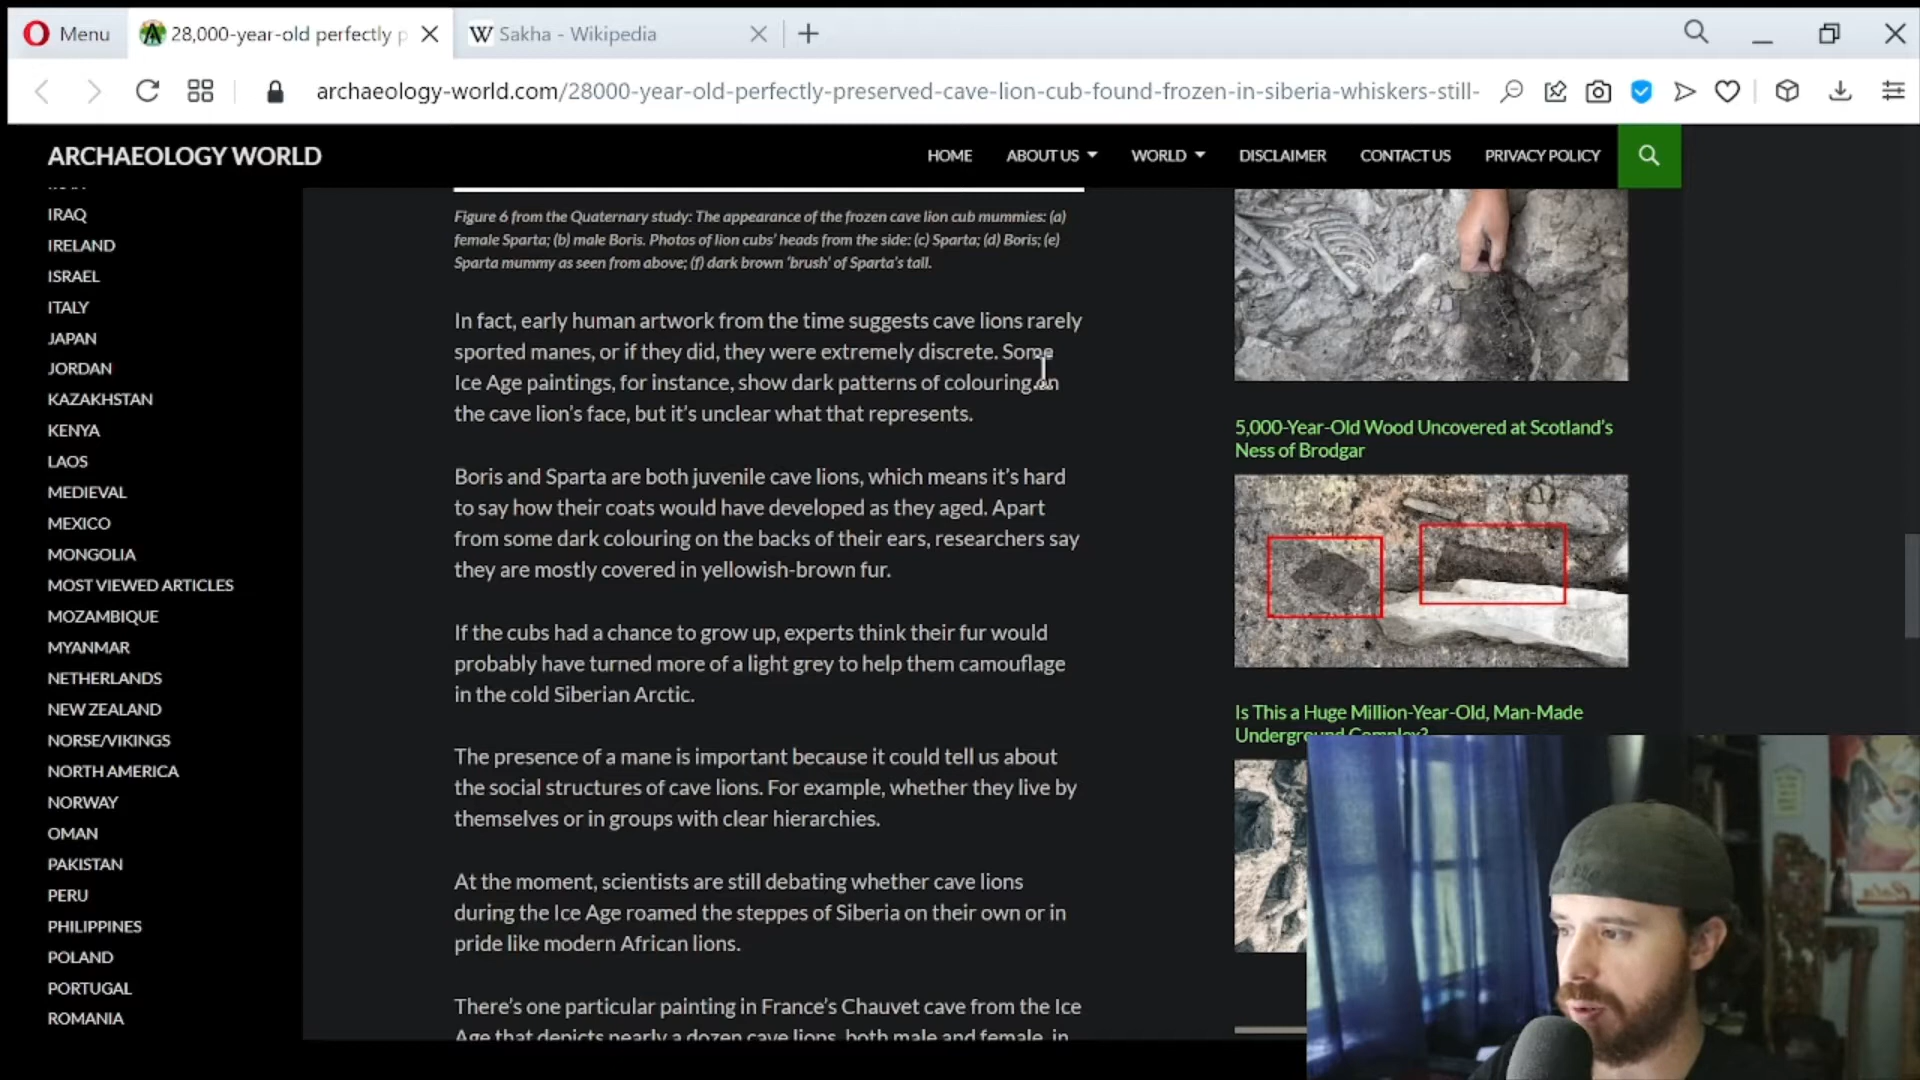 Menu
28,000-year-old perfectly p
Sakha - Wikipedia
archaeology-world.com/28000-year-old-perfectly-preserved-cave-lion-cub-found-frozen-in-siberia-whiskers-still-
ARCHAEOLOGY WORLD
HOME
ABOUT US
WORLD
DISCLAIMER
CONTACT US
PRIVACY POLICY
IRAQ
IRELAND
ISRAEL
ITALY
JAPAN
JORDAN
KAZAKHSTAN
KENYA
LAOS
MEDIEVAL
MEXICO
MONGOLIA
MOST VIEWED ARTICLES
MOZAMBIQUE
MYANMAR
NETHERLANDS
NEW ZEALAND
NORSE/VIKINGS
NORTH AMERICA
NORWAY
OMAN
PAKISTAN
PERU
PHILIPPINES
POLAND
PORTUGAL
ROMANIA
Figure 6 from the Quaternary study: The appearance of the frozen cave lion cub mummies: (a)
female Sparta; (b) male Boris. Photos of lion cubs' heads from the side: (c) Sparta; (d) Boris; (e)
Sparta mummy as seen from above; (f) dark brown 'brush' of Sparta's tail.
In fact, early human artwork from the time suggests cave lions rarely
sported manes, or if they did, they were extremely discrete. Some
Ice Age paintings, for instance, show dark patterns of colouring on
the cave lion's face, but it's unclear what that represents.
Boris and Sparta are both juvenile cave lions, which means it's hard
to say how their coats would have developed as they aged. Apart
from some dark colouring on the backs of their ears, researchers say
they are mostly covered in yellowish-brown fur.
If the cubs had a chance to grow up, experts think their fur would
probably have turned more of a light grey to help them camouflage
in the cold Siberian Arctic.
The presence of a mane is important because it could tell us about
the social structures of cave lions. For example, whether they live by
themselves or in groups with clear hierarchies.
At the moment, scientists are still debating whether cave lions
during the Ice Age roamed the steppes of Siberia on their own or in
pride like modern African lions.
There's one particular painting in France's Chauvet cave from the Ice
Age that depicts nearly a dozen cave lions, both male and female, in
5,000-Year-Old Wood Uncovered at Scotland's
Ness of Brodgar
Is This a Huge Million-Year-Old, Man-Made
Underground Complex?